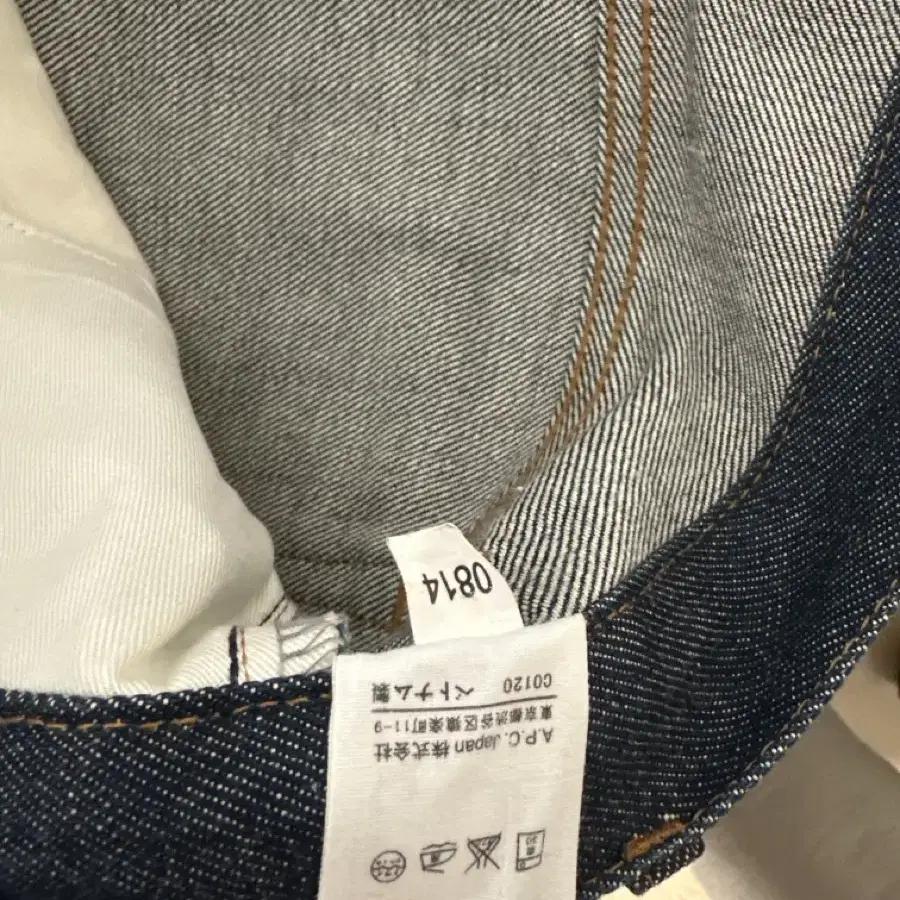 0814
C0120 ベトナム製
東京都渋谷区猿楽町11-9
A.P.C. Japan 株式会社